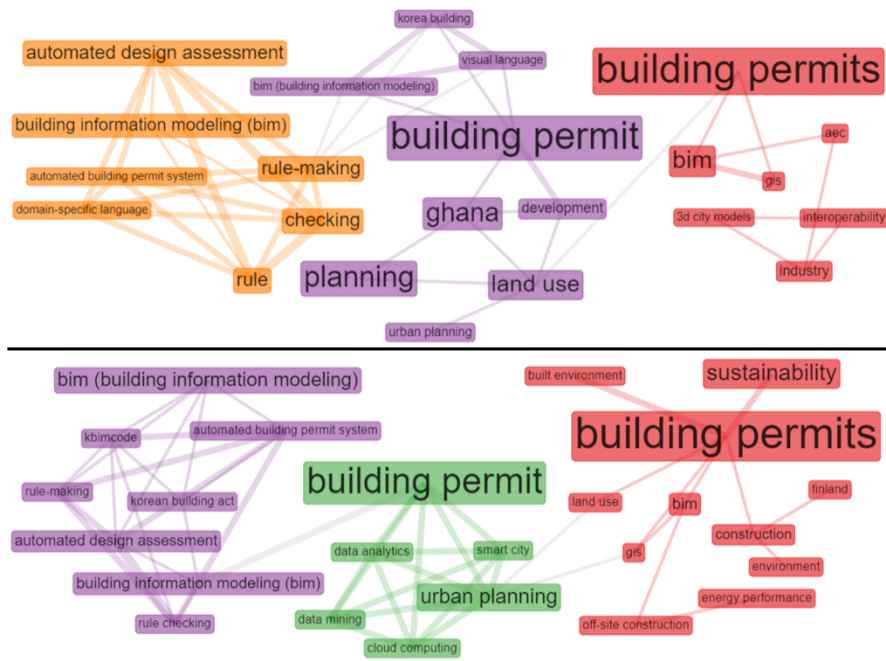 korea building
automated design assessment
visual language
building permits
bim (building information modeling)
building information modeling (bim)
building permit
aec
bim
rule-making
automated building permit system
gis
domain-specific language
checking
ghana
development
3d city models
interoperability
rule
planning
land use
industry
urban planning
bim (building information modeling)
built environment
sustainability
kbimcode
automated building permit system
building permits
building permit
rule-making
korean building act
land use
bim
finland
automated design assessment
data analytics
smart city
gis
construction
building information modeling (bim)
urban planning
environment
energy performance
rule checking
data mining
off-site construction
cloud computing